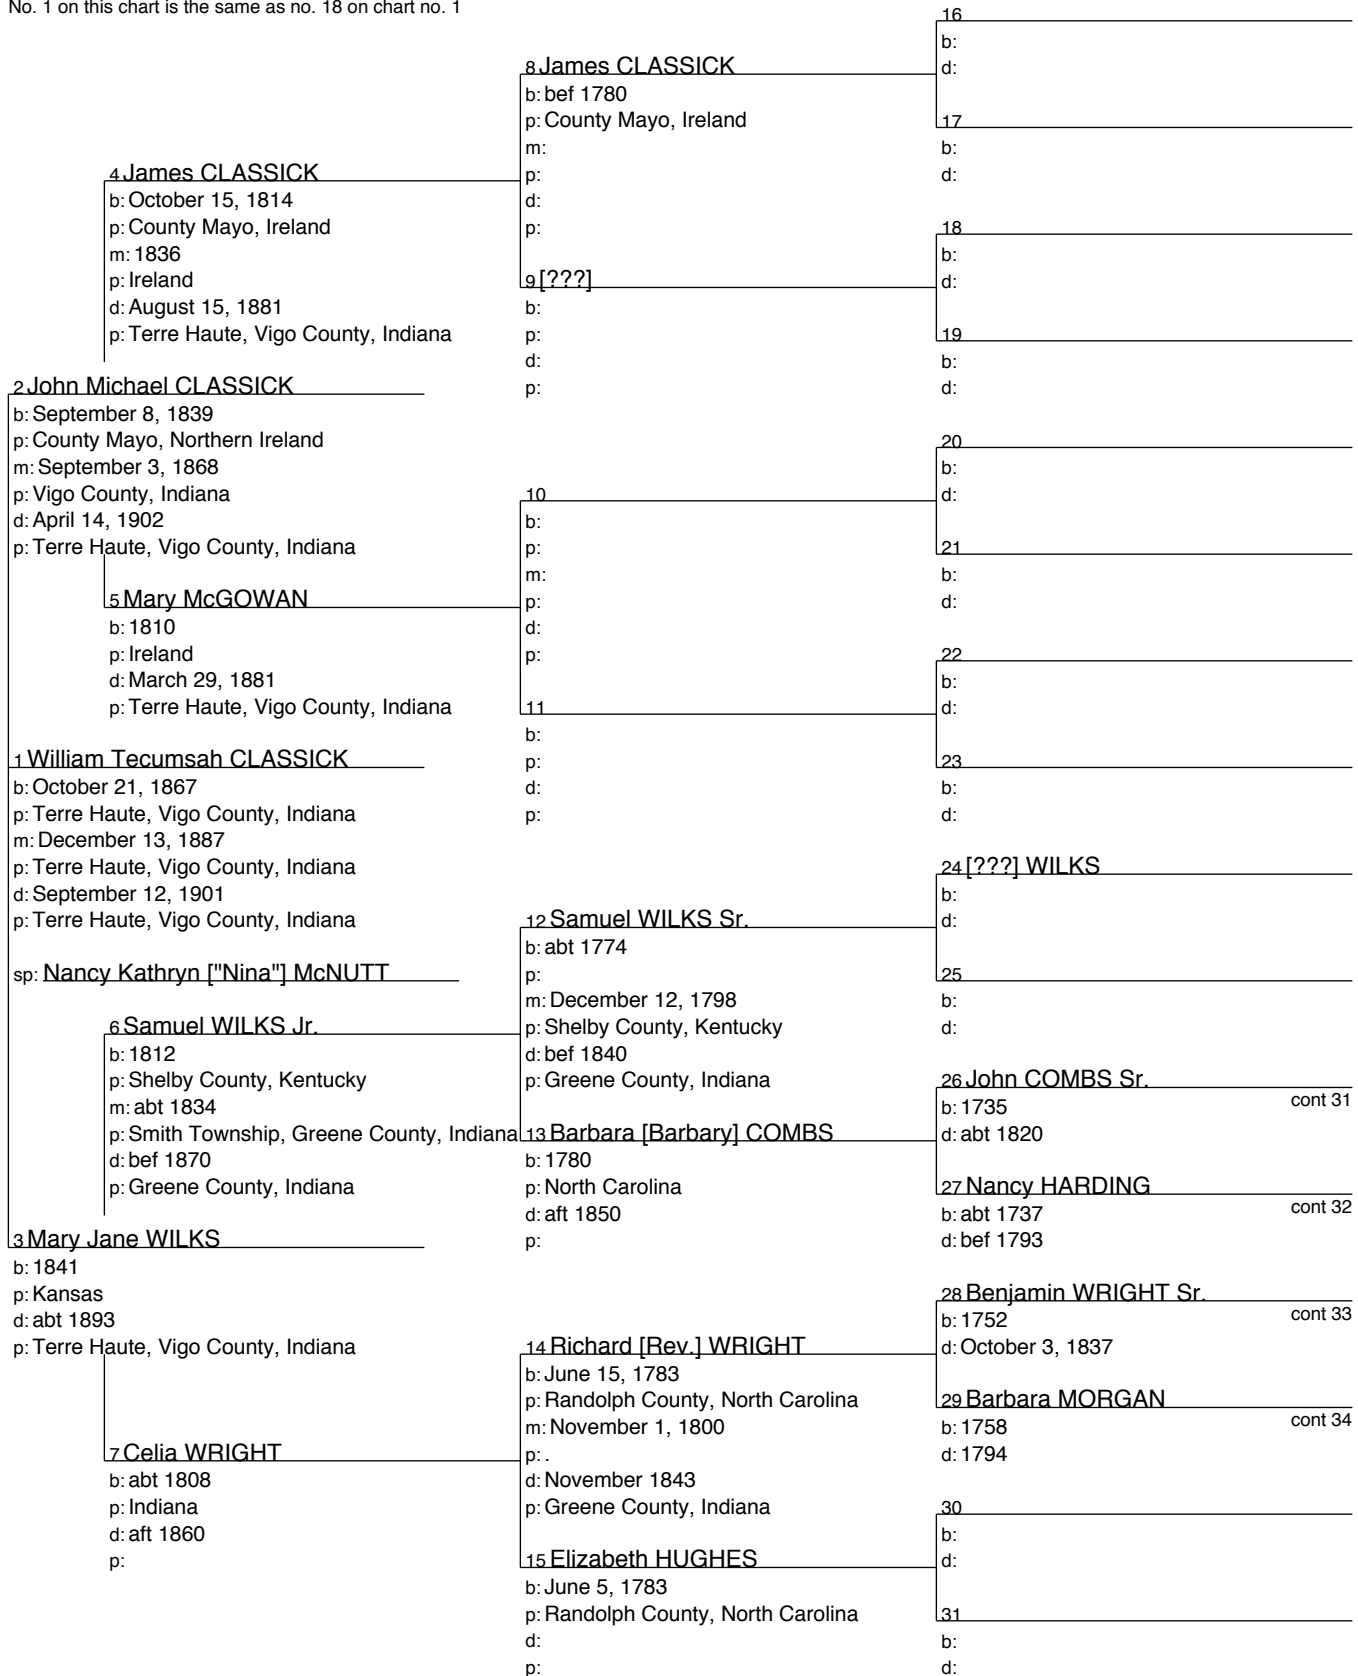 No. 1 on this chart is the same as no. 18 on chart no. 1
16
b:
d:
8 James CLASSICK
b: bef 1780
p: County Mayo, Ireland
m:
p:
d:
p:
17
b:
d:
4 James CLASSICK
b: October 15, 1814
p: County Mayo, Ireland
m: 1836
p: Ireland
d: August 15, 1881
p: Terre Haute, Vigo County, Indiana
18
b:
d:
9 [???]
b:
p:
d:
p:
19
b:
d:
2 John Michael CLASSICK
b: September 8, 1839
p: County Mayo, Northern Ireland
m: September 3, 1868
p: Vigo County, Indiana
d: April 14, 1902
p: Terre Haute, Vigo County, Indiana
20
b:
d:
10
b:
p:
m:
p:
d:
p:
21
b:
d:
5 Mary McGOWAN
b: 1810
p: Ireland
d: March 29, 1881
p: Terre Haute, Vigo County, Indiana
22
b:
d:
11
b:
p:
d:
p:
23
b:
d:
1 William Tecumsah CLASSICK
b: October 21, 1867
p: Terre Haute, Vigo County, Indiana
m: December 13, 1887
p: Terre Haute, Vigo County, Indiana
d: September 12, 1901
p: Terre Haute, Vigo County, Indiana
sp: Nancy Kathryn ["Nina"] McNUTT
24 [???] WILKS
b:
d:
12 Samuel WILKS Sr.
b: abt 1774
p:
m: December 12, 1798
p: Shelby County, Kentucky
d: bef 1840
p: Greene County, Indiana
25
b:
d:
6 Samuel WILKS Jr.
b: 1812
p: Shelby County, Kentucky
m: abt 1834
p: Smith Township, Greene County, Indiana
d: bef 1870
p: Greene County, Indiana
26 John COMBS Sr.
cont 31
b: 1735
d: abt 1820
13 Barbara [Barbary] COMBS
b: 1780
p: North Carolina
d: aft 1850
p:
27 Nancy HARDING
cont 32
b: abt 1737
d: bef 1793
3 Mary Jane WILKS
b: 1841
p: Kansas
d: abt 1893
p: Terre Haute, Vigo County, Indiana
28 Benjamin WRIGHT Sr.
cont 33
b: 1752
d: October 3, 1837
14 Richard [Rev.] WRIGHT
b: June 15, 1783
p: Randolph County, North Carolina
m: November 1, 1800
p: .
d: November 1843
p: Greene County, Indiana
29 Barbara MORGAN
cont 34
b: 1758
d: 1794
7 Celia WRIGHT
b: abt 1808
p: Indiana
d: aft 1860
p:
30
b:
d:
15 Elizabeth HUGHES
b: June 5, 1783
p: Randolph County, North Carolina
d:
p:
31
b:
d: